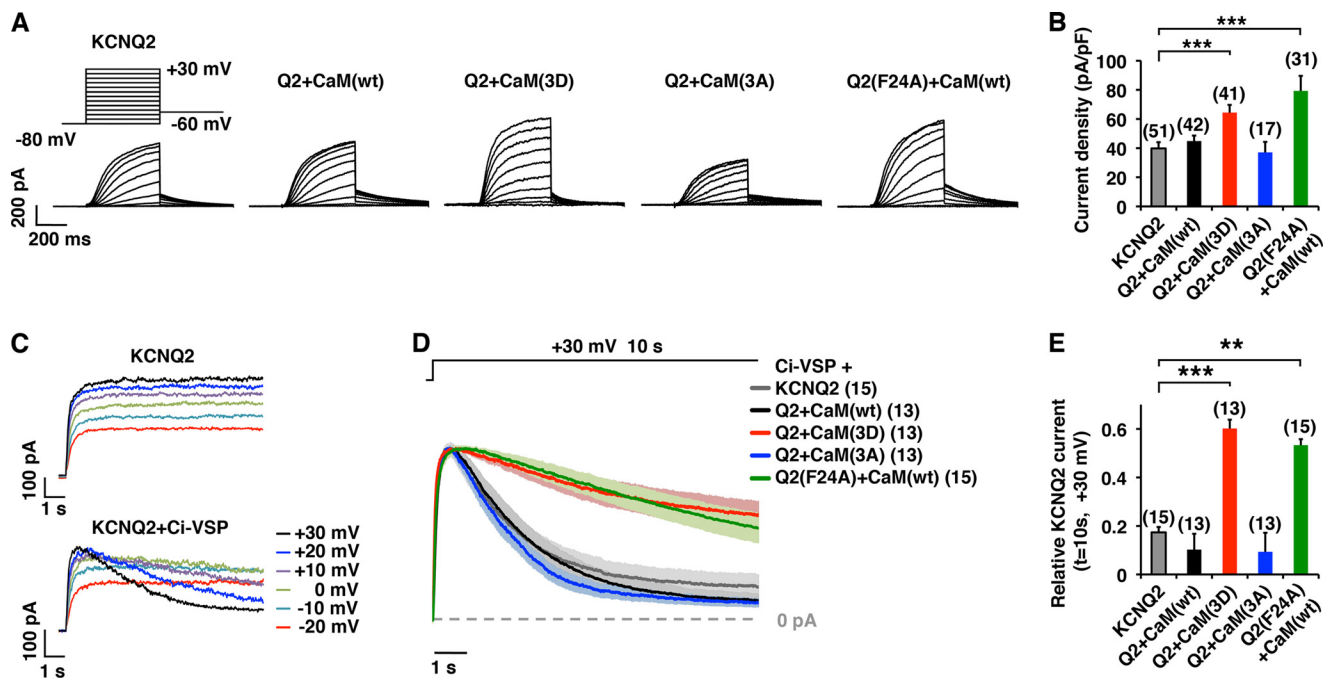 A
KCNQ2
+30 mV
-60 mV
-80 mV
200 pA
200 ms
Q2+CaM(wt)
Q2+CaM(3D)
Q2+CaM(3A)
Q2(F24A)+CaM(wt)
B
Current density (pA/pF)
100
80
60
40
20
0
***
***
(51)
(42)
(41)
(17)
(31)
KCNQ2
Q2+CaM(wt)
Q2+CaM(3D)
Q2+CaM(3A)
Q2(F24A)
+CaM(wt)
C
KCNQ2
100 pA
1 s
KCNQ2+Ci-VSP
+30 mV
+20 mV
+10 mV
0 mV
-10 mV
-20 mV
100 pA
1 s
D
+30 mV 10 s
Ci-VSP +
KCNQ2 (15)
Q2+CaM(wt) (13)
Q2+CaM(3D) (13)
Q2+CaM(3A) (13)
Q2(F24A)+CaM(wt) (15)
0 pA
1 s
E
Relative KCNQ2 current
(t=10s, +30 mV)
0.6
0.4
0.2
0
**
***
(15)
(13)
(13)
(13)
(15)
KCNQ2
Q2+CaM(wt)
Q2+CaM(3D)
Q2+CaM(3A)
Q2(F24A)
+CaM(wt)